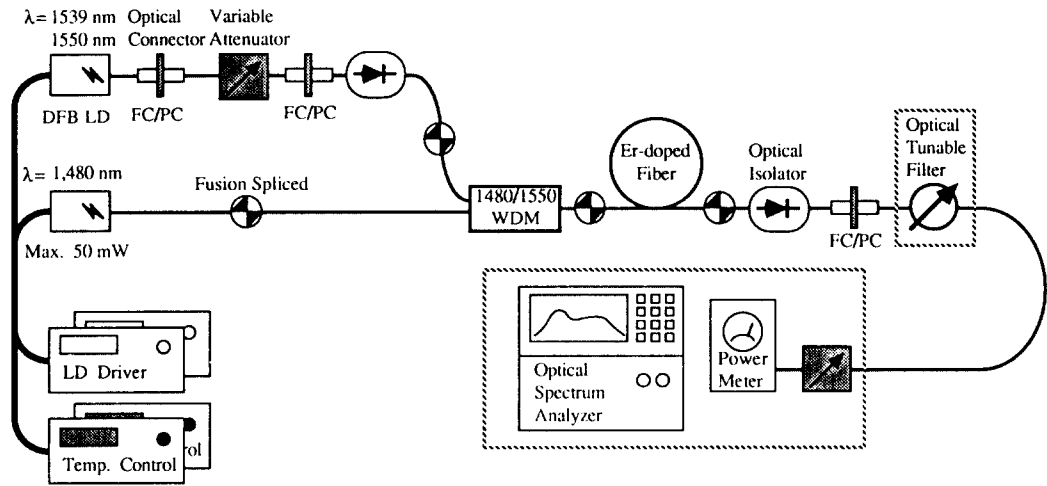 λ= 1539 nm
1550 nm
Optical
Connector
Variable
Attenuator
DFB LD
FC/PC
FC/PC
λ= 1,480 nm
Max. 50 mW
Fusion Spliced
1480/1550
WDM
Er-doped
Fiber
Optical
Isolator
FC/PC
Optical
Tunable
Filter
LD Driver
Temp. Control
rol
Optical
Spectrum
Analyzer
Power
Meter